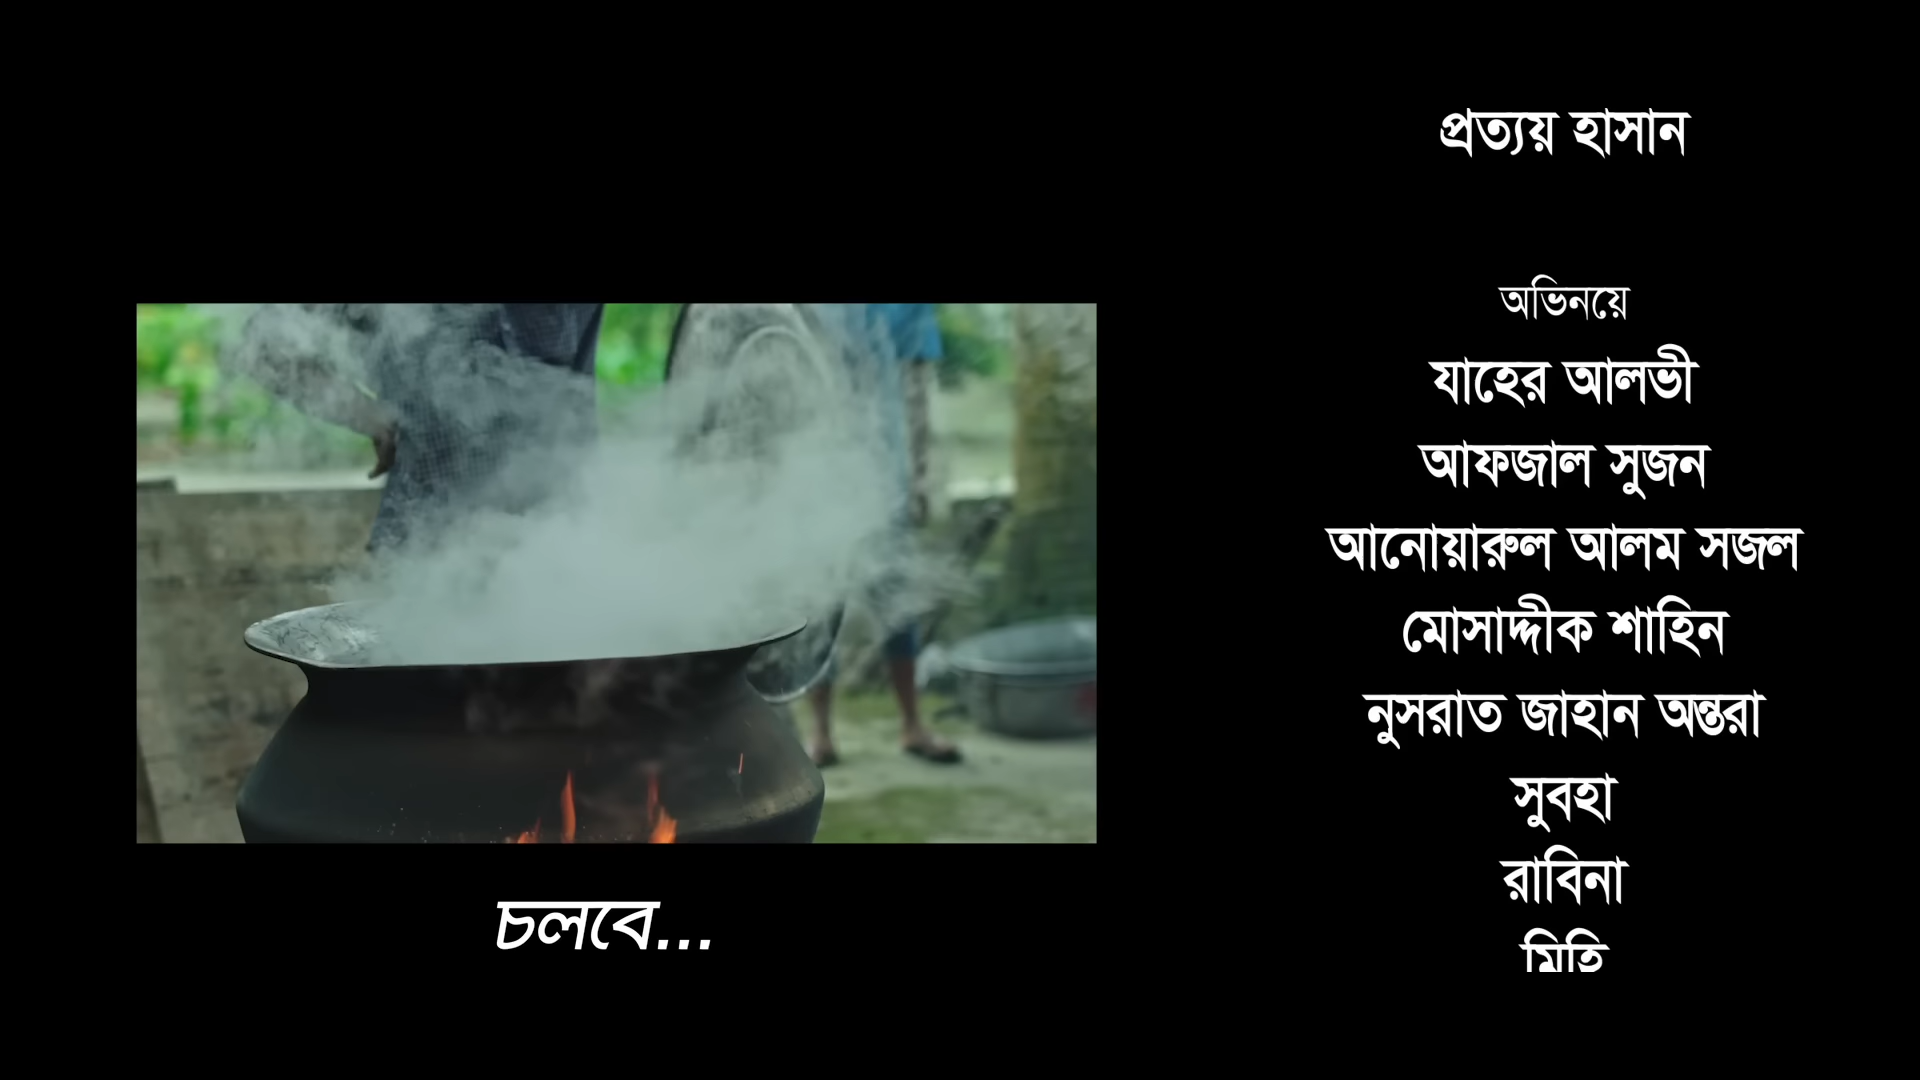 প্রত্যয় হাসান
অভিনয়ে
যাহের আলভী
আফজাল সুজন
আনোয়ারুল আলম সজল
মোসাদ্দীক শাহিন
নুসরাত জাহান অন্তরা
সুবহা
রাবিনা
মিহি
চলবে...